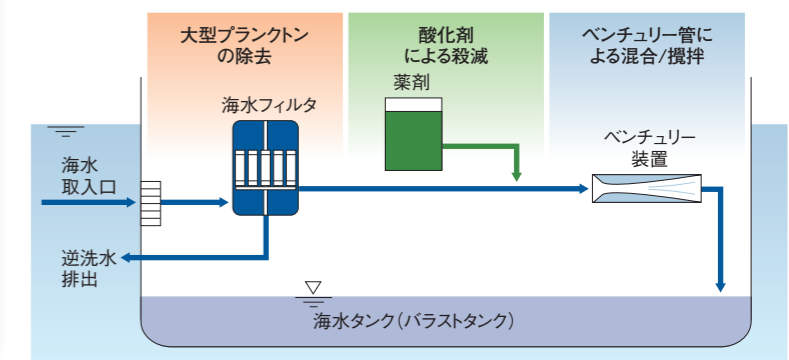 大型プランクトン
の除去
酸化剤
による殺滅
ベンチュリー管に
よる混合/攪拌
海水フィルタ
薬剤
ベンチュリー
装置
海水
取入口
逆洗水
排出
海水タンク（バラストタンク）